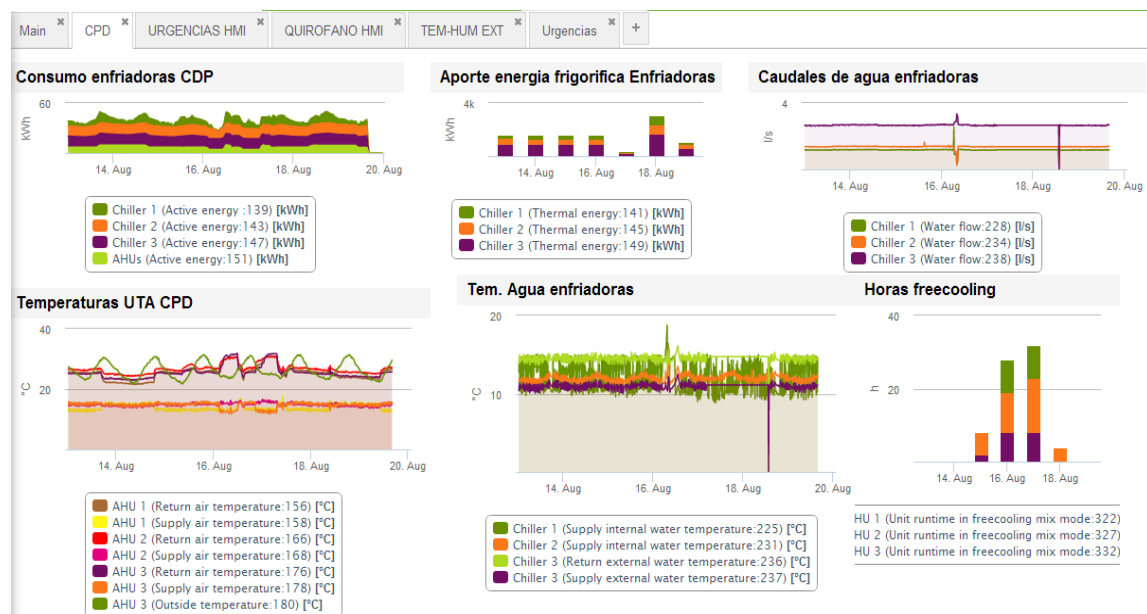 Main
CPD
URGENCIAS HMI
QUIROFANO HMI
TEM-HUM EXT
Urgencias
+
Consumo enfriadoras CDP
60
kWh
14. Aug
16. Aug
18. Aug
20. Aug
Chiller 1 (Active energy :139) [kWh]
Chiller 2 (Active energy:143) [kWh]
Chiller 3 (Active energy:147) [kWh]
AHUs (Active energy:151) [kWh]
Aporte energia frigorifica Enfriadoras
4k
kWh
14. Aug
16. Aug
18. Aug
Chiller 1 (Thermal energy:141) [kWh]
Chiller 2 (Thermal energy:145) [kWh]
Chiller 3 (Thermal energy:149) [kWh]
Caudales de agua enfriadoras
4
l/s
14. Aug
16. Aug
18. Aug
20. Aug
Chiller 1 (Water flow:228) [l/s]
Chiller 2 (Water flow:234) [l/s]
Chiller 3 (Water flow:238) [l/s]
Temperaturas UTA CPD
40
20
°C
14. Aug
16. Aug
18. Aug
20. Aug
AHU 1 (Return air temperature:156) [°C]
AHU 1 (Supply air temperature:158) [°C]
AHU 2 (Return air temperature:166) [°C]
AHU 2 (Supply air temperature:168) [°C]
AHU 3 (Return air temperature:176) [°C]
AHU 3 (Supply air temperature:178) [°C]
AHU 3 (Outside temperature:180) [°C]
Tem. Agua enfriadoras
20
10
°C
14. Aug
16. Aug
18. Aug
20. Aug
Chiller 1 (Supply internal water temperature:225) [°C]
Chiller 2 (Supply internal water temperature:231) [°C]
Chiller 3 (Return external water temperature:236) [°C]
Chiller 3 (Supply external water temperature:237) [°C]
Horas freecooling
40
20
h
14. Aug
16. Aug
18. Aug
HU 1 (Unit runtime in freecooling mix mode:322)
HU 2 (Unit runtime in freecooling mix mode:327)
HU 3 (Unit runtime in freecooling mix mode:332)